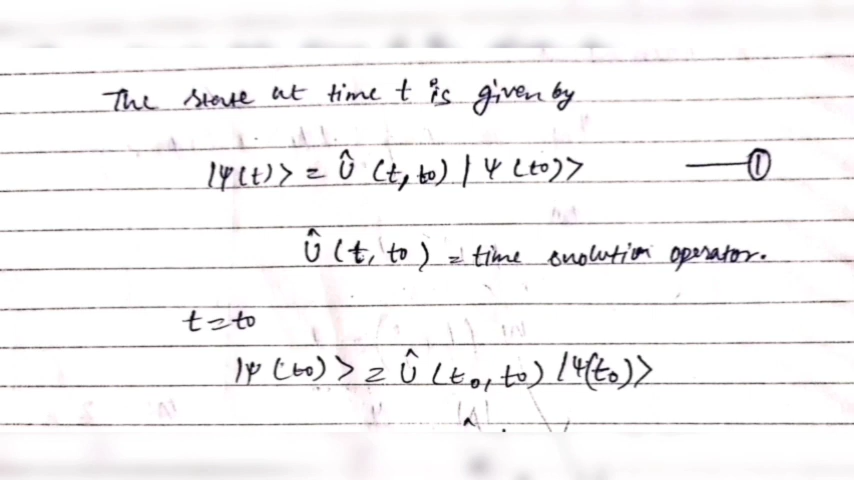 The state at time t is given by
|ψ(t)> = Û (t, t0) | ψ (t0)> ——— ①
Û (t, t0) = time evolution operator.
t = t0
|ψ (t0) > = Û (t0, t0) |ψ(t0)>